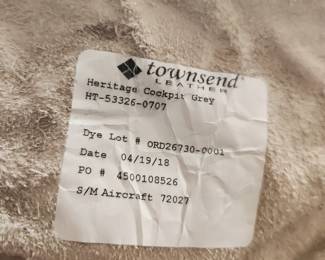 townsend
LEATHER
Heritage Cockpit Grey
HT-53326-0707
Dye Lot # ORD26730-0001
Date 04/19/18
PO # 4500108526
S/M Aircraft 72027